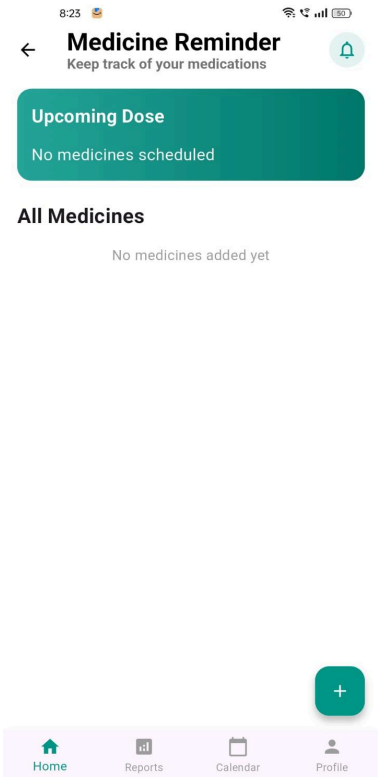 8:23
50
Medicine Reminder
Keep track of your medications
Upcoming Dose
No medicines scheduled
All Medicines
No medicines added yet
+
Home
Reports
Calendar
Profile